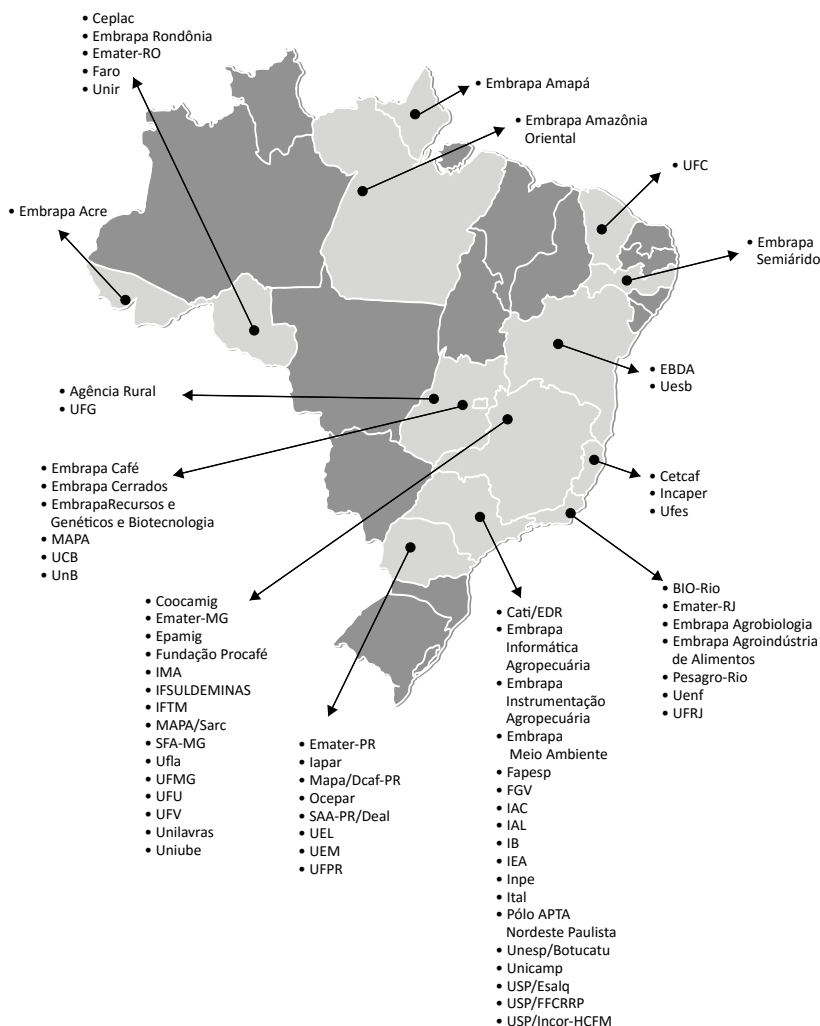 • Ceplac
• Embrapa Rondônia
• Emater-RO
• Faro
• Unir
• Embrapa Amapá
• Embrapa Amazônia
Oriental
• UFC
• Embrapa Acre
• Embrapa
Semiárido
• EBDA
• Uesb
• Agência Rural
• UFG
• Embrapa Café
• Embrapa Cerrados
• EmbrapaRecursos e
Genéticos e Biotecnologia
• MAPA
• UCB
• UnB
• Cetcaf
• Incaper
• Ufes
• BIO-Rio
• Emater-RJ
• Embrapa Agrobiologia
• Embrapa Agroindústria
de Alimentos
• Pesagro-Rio
• Uenf
• UFRJ
• Coocamig
• Emater-MG
• Epamig
• Fundação Procafé
• IMA
• IFSULDEMINAS
• IFTM
• MAPA/Sarc
• SFA-MG
• Ufla
• UFMG
• UFU
• UFV
• Unilavras
• Uniube
• Emater-PR
• Iapar
• Mapa/Dcaf-PR
• Ocepar
• SAA-PR/Deal
• UEL
• UEM
• UFPR
• Cati/EDR
• Embrapa
Informática
Agropecuária
• Embrapa
Instrumentação
Agropecuária
• Embrapa
Meio Ambiente
• Fapesp
• FGV
• IAC
• IAL
• IB
• IEA
• Inpe
• Ital
• Pólo APTA
Nordeste Paulista
• Unesp/Botucatu
• Unicamp
• USP/Esalq
• USP/FFCRRP
• USP/Incor-HCFM